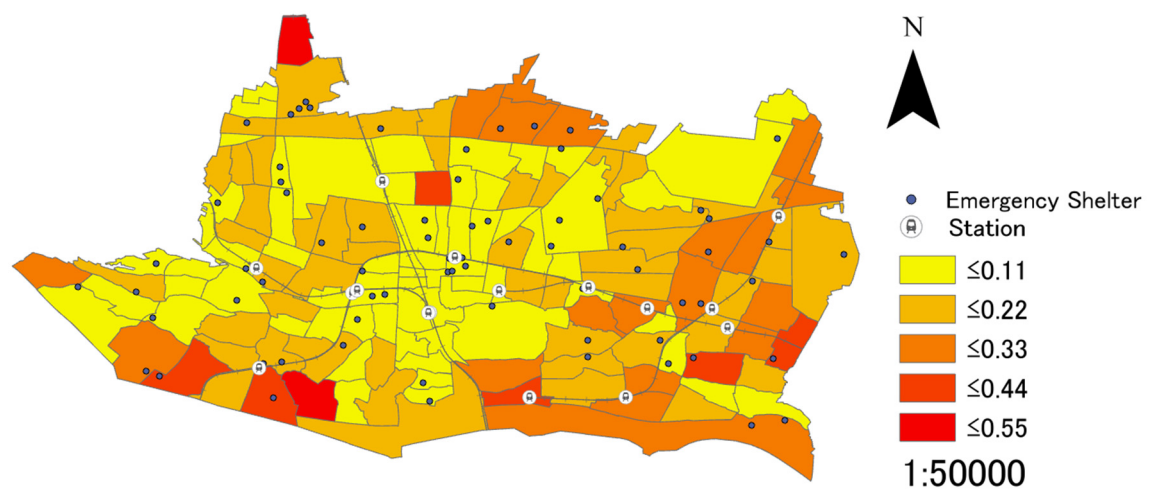 N
Emergency Shelter
Station
≤0.11
≤0.22
≤0.33
≤0.44
≤0.55
1:50000